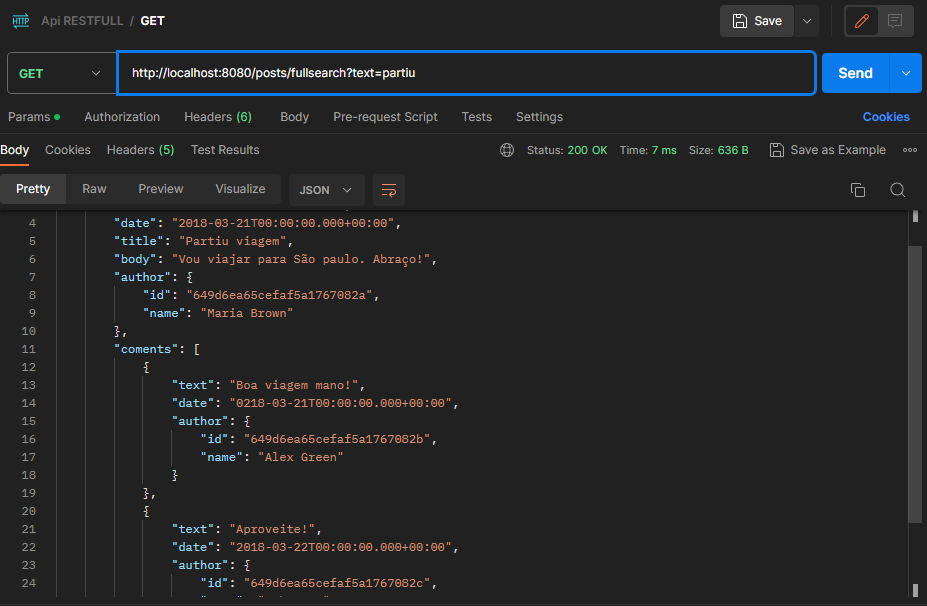 HTTP Api RESTFULL / GET Save
GET http://localhost:8080/posts/fullsearch?text=partiu Send
Params Authorization Headers (6) Body Pre-request Script Tests Settings Cookies
Body Cookies Headers (5) Test Results Status: 200 OK Time: 7 ms Size: 636 B Save as Example
Pretty Raw Preview Visualize JSON
4 "date": "2018-03-21T00:00:00.000+00:00",
5 "title": "Partiu viagem",
6 "body": "Vou viajar para São paulo. Abraço!",
7 "author": {
8 "id": "649d6ea65cefaf5a1767082a",
9 "name": "Maria Brown"
10 },
11 "coments": [
12 {
13 "text": "Boa viagem mano!",
14 "date": "0218-03-21T00:00:00.000+00:00",
15 "author": {
16 "id": "649d6ea65cefaf5a1767082b",
17 "name": "Alex Green"
18 }
19 },
20 {
21 "text": "Aproveite!",
22 "date": "2018-03-22T00:00:00.000+00:00",
23 "author": {
24 "id": "649d6ea65cefaf5a1767082c",